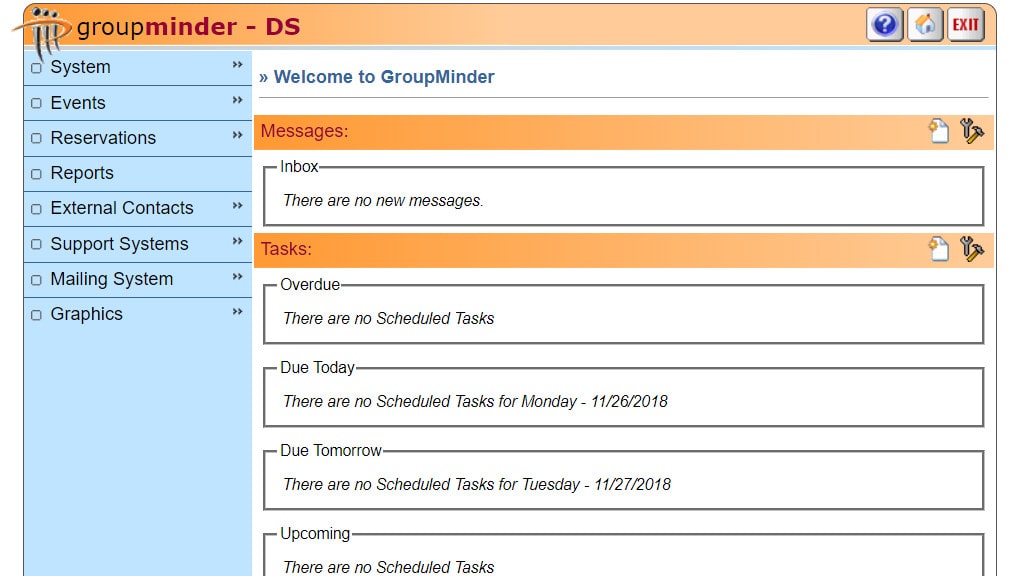 groupminder - DS
EXIT
System »
Events »
Reservations »
Reports
External Contacts »
Support Systems »
Mailing System »
Graphics »
» Welcome to GroupMinder
Messages:
Inbox
There are no new messages.
Tasks:
Overdue
There are no Scheduled Tasks
Due Today
There are no Scheduled Tasks for Monday - 11/26/2018
Due Tomorrow
There are no Scheduled Tasks for Tuesday - 11/27/2018
Upcoming
There are no Scheduled Tasks